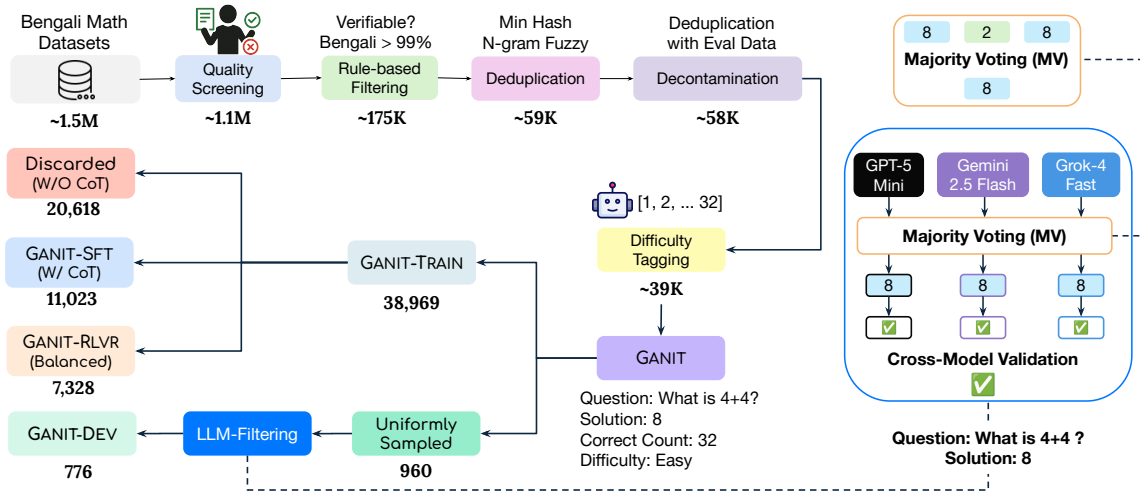 Bengali Math
Datasets
~1.5M
Quality
Screening
~1.1M
Verifiable?
Bengali > 99%
Rule-based
Filtering
~175K
Min Hash
N-gram Fuzzy
Deduplication
~59K
Deduplication
with Eval Data
Decontamination
~58K
[1, 2, ... 32]
Difficulty
Tagging
~39K
GANIT
Question: What is 4+4?
Solution: 8
Correct Count: 32
Difficulty: Easy
GANIT-TRAIN
38,969
Discarded
(W/O CoT)
20,618
GANIT-SFT
(W/ CoT)
11,023
GANIT-RLVR
(Balanced)
7,328
Uniformly
Sampled
960
LLM-Filtering
GANIT-DEV
776
8 2 8
Majority Voting (MV)
8
GPT-5
Mini
Gemini
2.5 Flash
Grok-4
Fast
Majority Voting (MV)
8 8 8
Cross-Model Validation
Question: What is 4+4 ?
Solution: 8